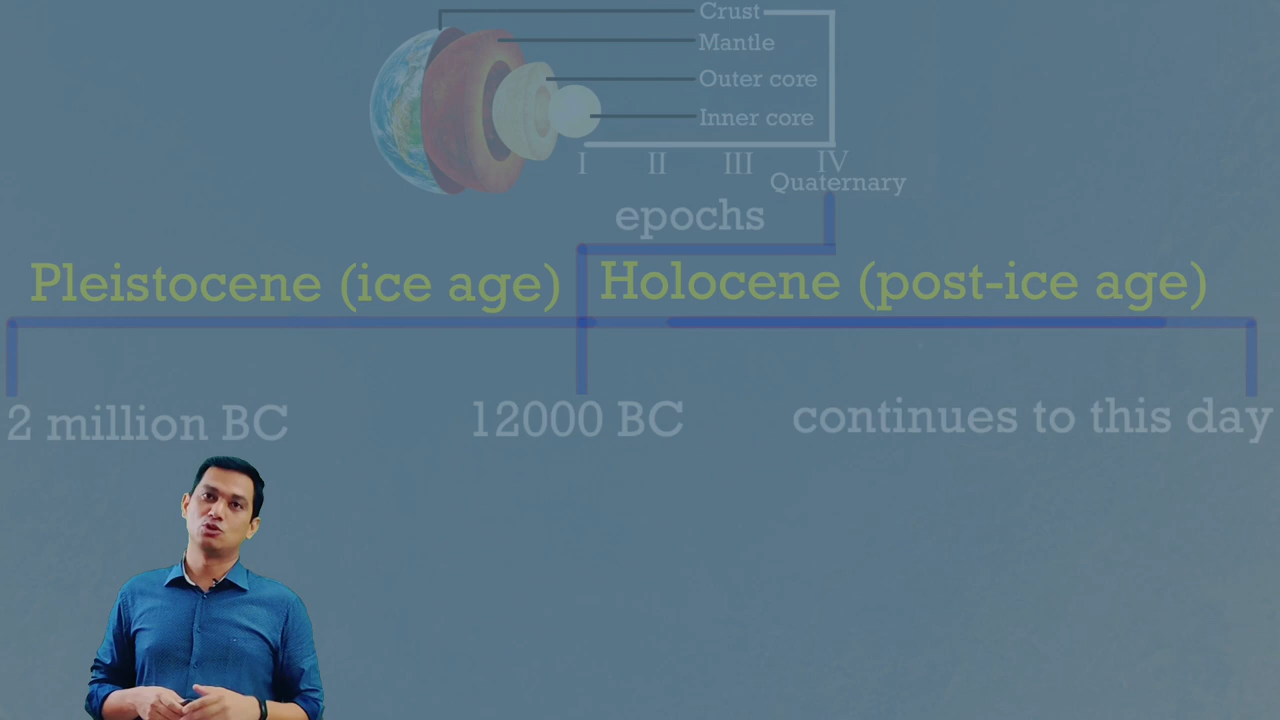 Crust
Mantle
Outer core
Inner core
I II III IV
Quaternary
epochs
Pleistocene (ice age) Holocene (post-ice age)
2 million BC 12000 BC continues to this day